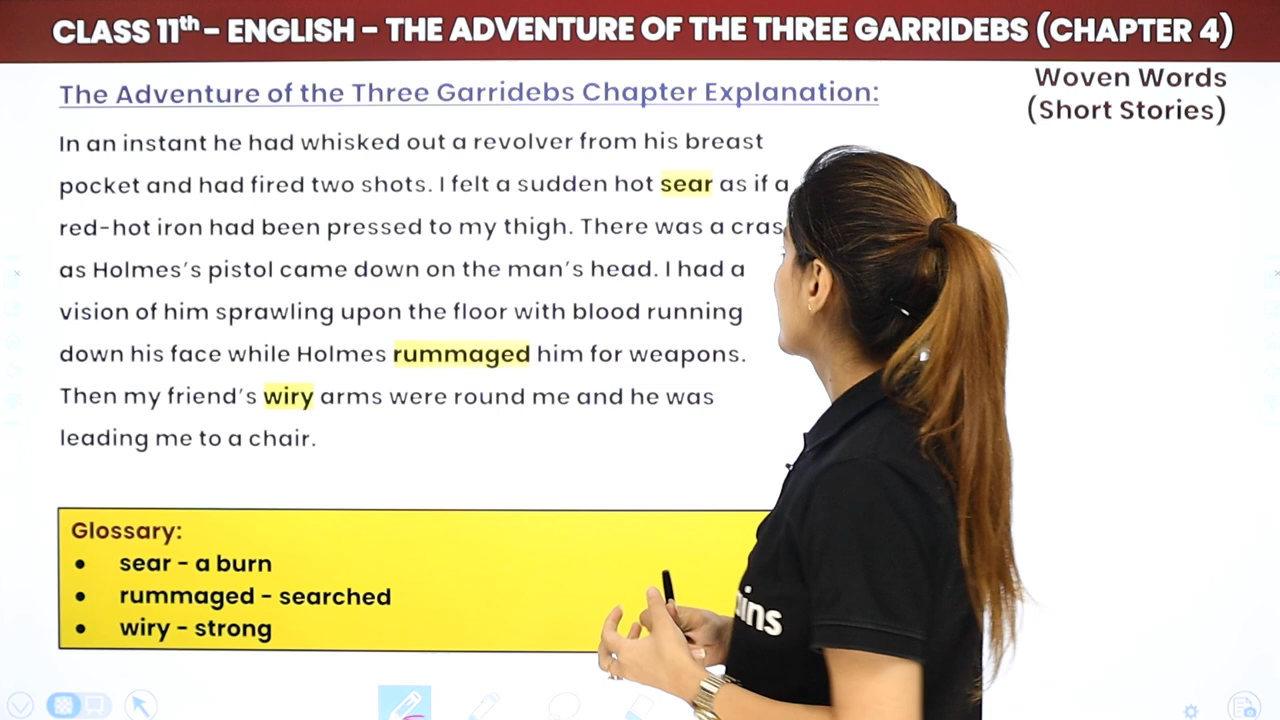 CLASS 11th - ENGLISH - THE ADVENTURE OF THE THREE GARRIDEBS (CHAPTER 4)
Woven Words
(Short Stories)
The Adventure of the Three Garridebs Chapter Explanation:
In an instant he had whisked out a revolver from his breast
pocket and had fired two shots. I felt a sudden hot sear as if a
red-hot iron had been pressed to my thigh. There was a cras
as Holmes's pistol came down on the man's head. I had a
vision of him sprawling upon the floor with blood running
down his face while Holmes rummaged him for weapons.
Then my friend's wiry arms were round me and he was
leading me to a chair.
Glossary:
• sear - a burn
• rummaged - searched
• wiry - strong
ins